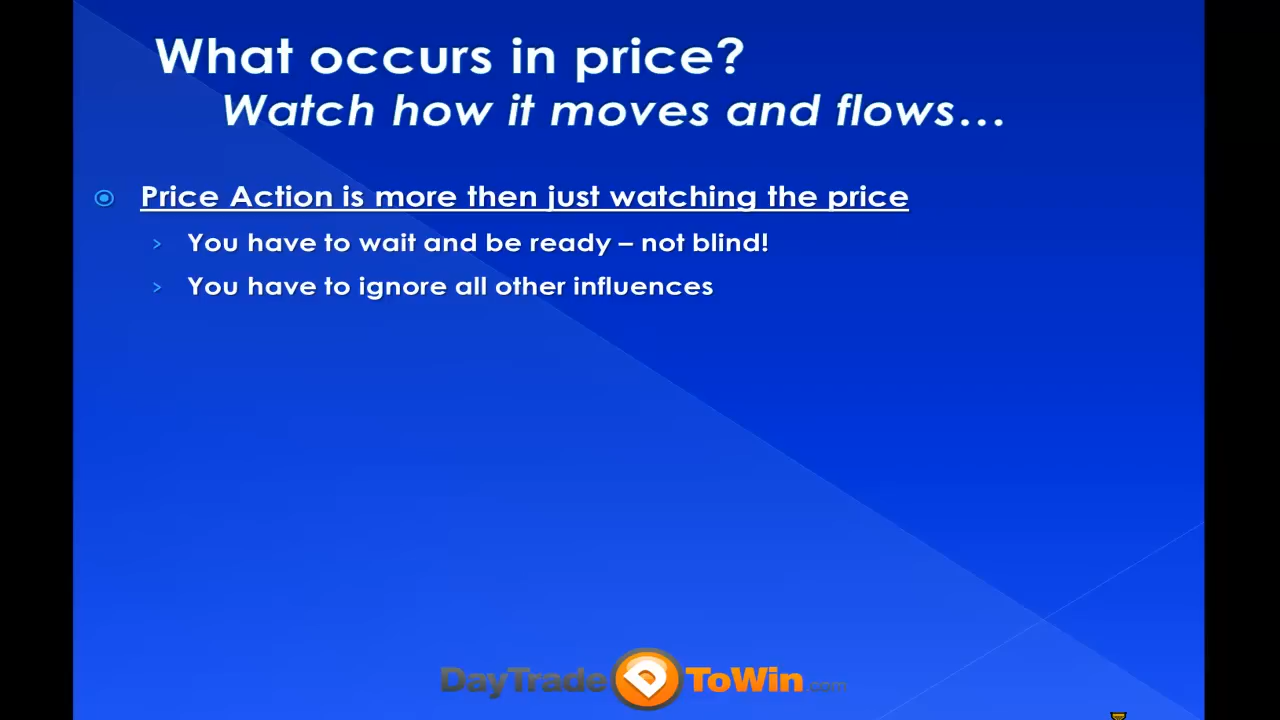 What occurs in price?
Watch how it moves and flows...
Price Action is more then just watching the price
You have to wait and be ready – not blind!
You have to ignore all other influences
DayTradeToWin.com